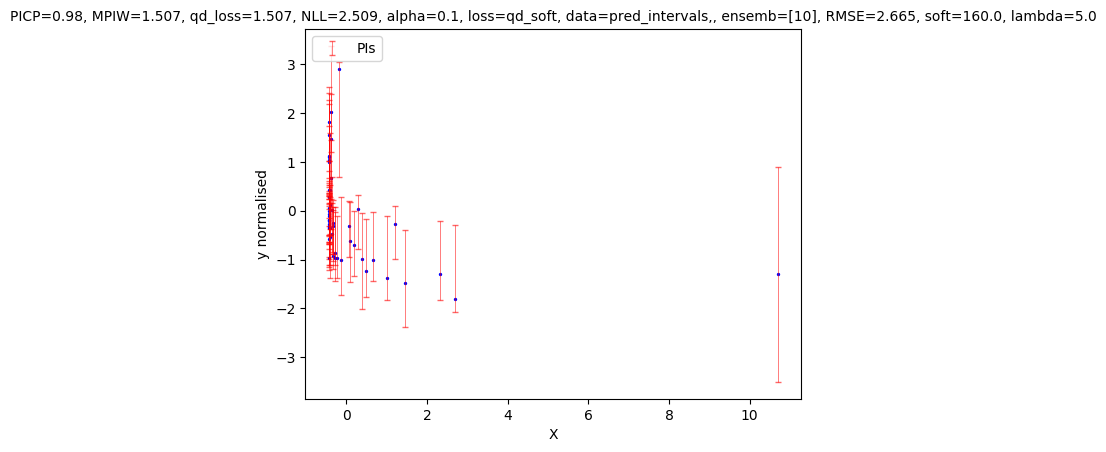 PICP=0.98, MPIW=1.507, qd_loss=1.507, NLL=2.509, alpha=0.1, loss=qd_soft, data=pred_intervals,, ensemb=[10], RMSE=2.665, soft=160.0, lambda=5.0
PIs
3
2
1
0
−1
−2
−3
y normalised
0 2 4 6 8 10
X